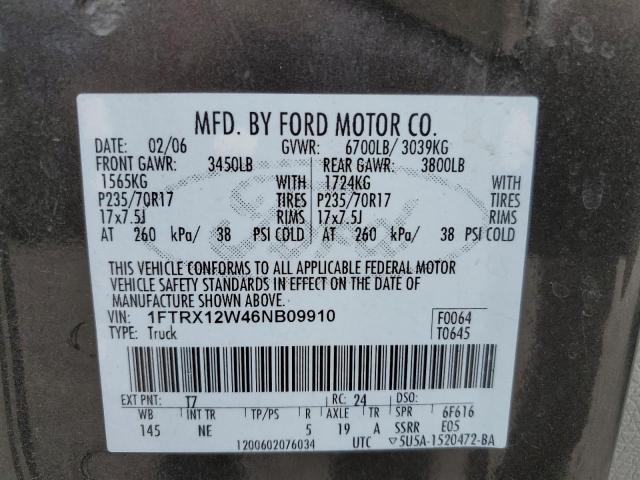 MFD. BY FORD MOTOR CO.
DATE: 02/06 GVWR: 6700LB/ 3039KG
FRONT GAWR: 3450LB REAR GAWR: 3800LB
1565KG WITH 1724KG WITH
P235/70R17 TIRES P235/70R17 TIRES
17x7.5J RIMS 17x7.5J RIMS
AT 260 kPa/ 38 PSI COLD AT 260 kPa/ 38 PSI COLD
THIS VEHICLE CONFORMS TO ALL APPLICABLE FEDERAL MOTOR
VEHICLE SAFETY STANDARDS IN EFFECT ON THE DATE OF
MANUFACTURE SHOWN ABOVE.
VIN: 1FTRX12W46NB09910 F0064
TYPE: Truck T0645
EXT PNT: T7 RC: 24 DSO:
WB INT TR TP/PS R AXLE TR SPR 6F616
145 NE 5 19 A SSRR E05
1200602076034 UTC ▽5U5A-1520472-BA